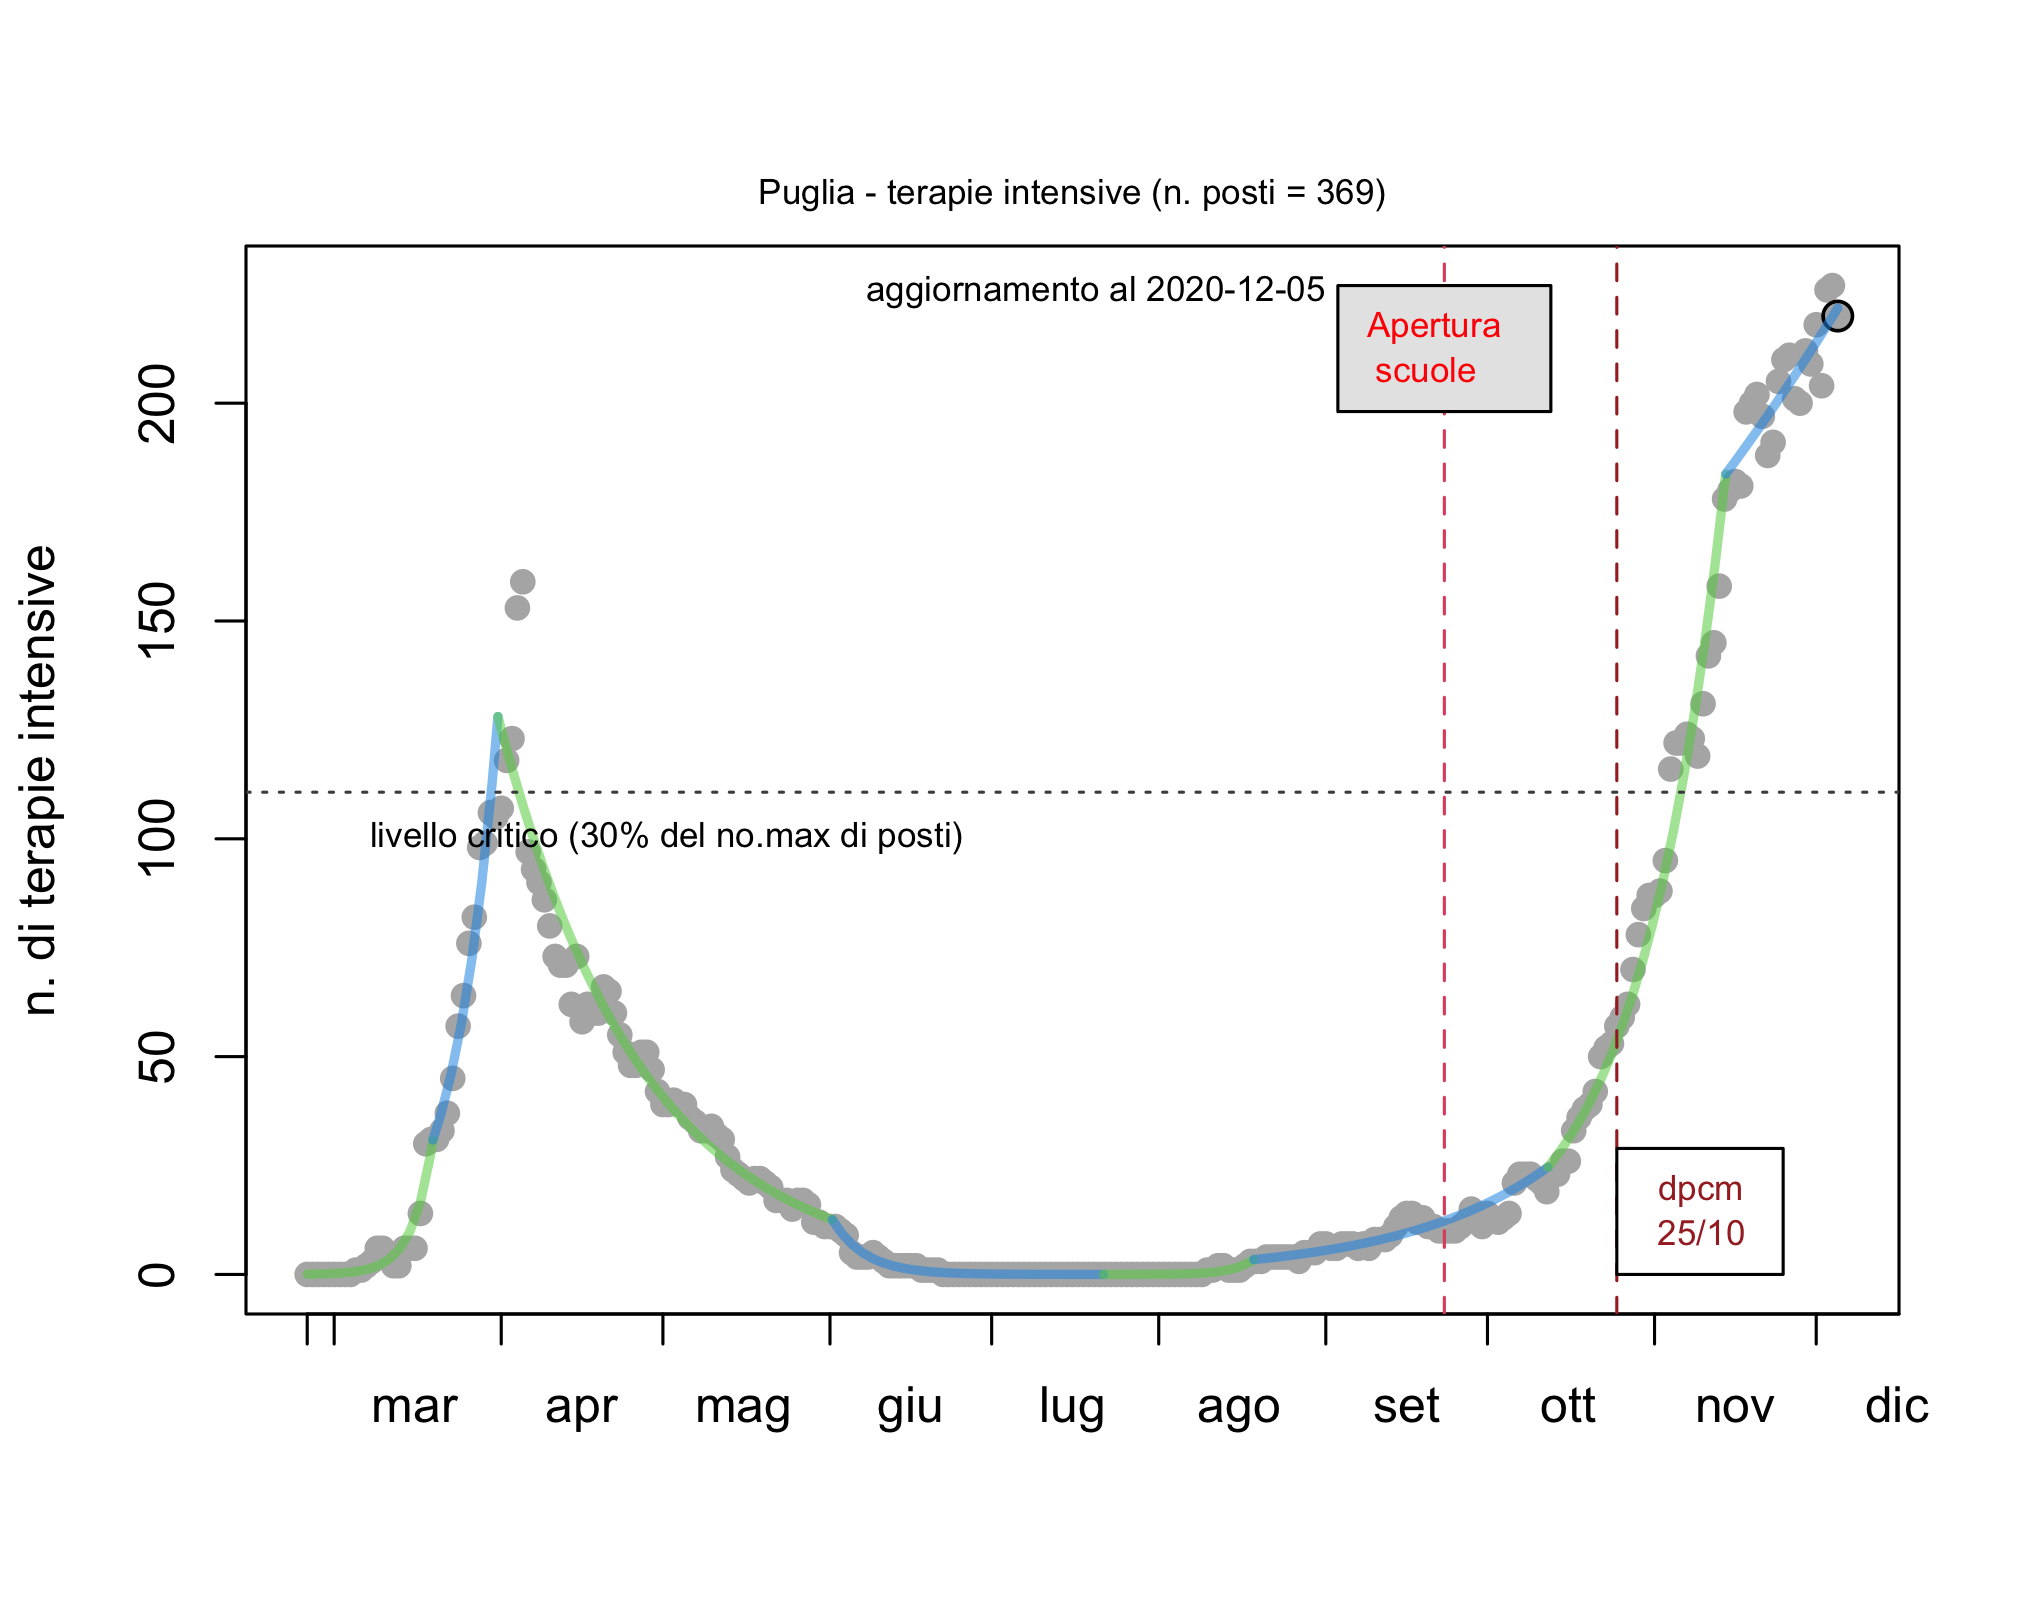 Puglia - terapie intensive (n. posti = 369)
aggiornamento al 2020-12-05
Apertura
scuole
200
150
100
50
0
n. di terapie intensive
livello critico (30% del no.max di posti)
dpcm
25/10
mar apr mag giu lug ago set ott nov dic